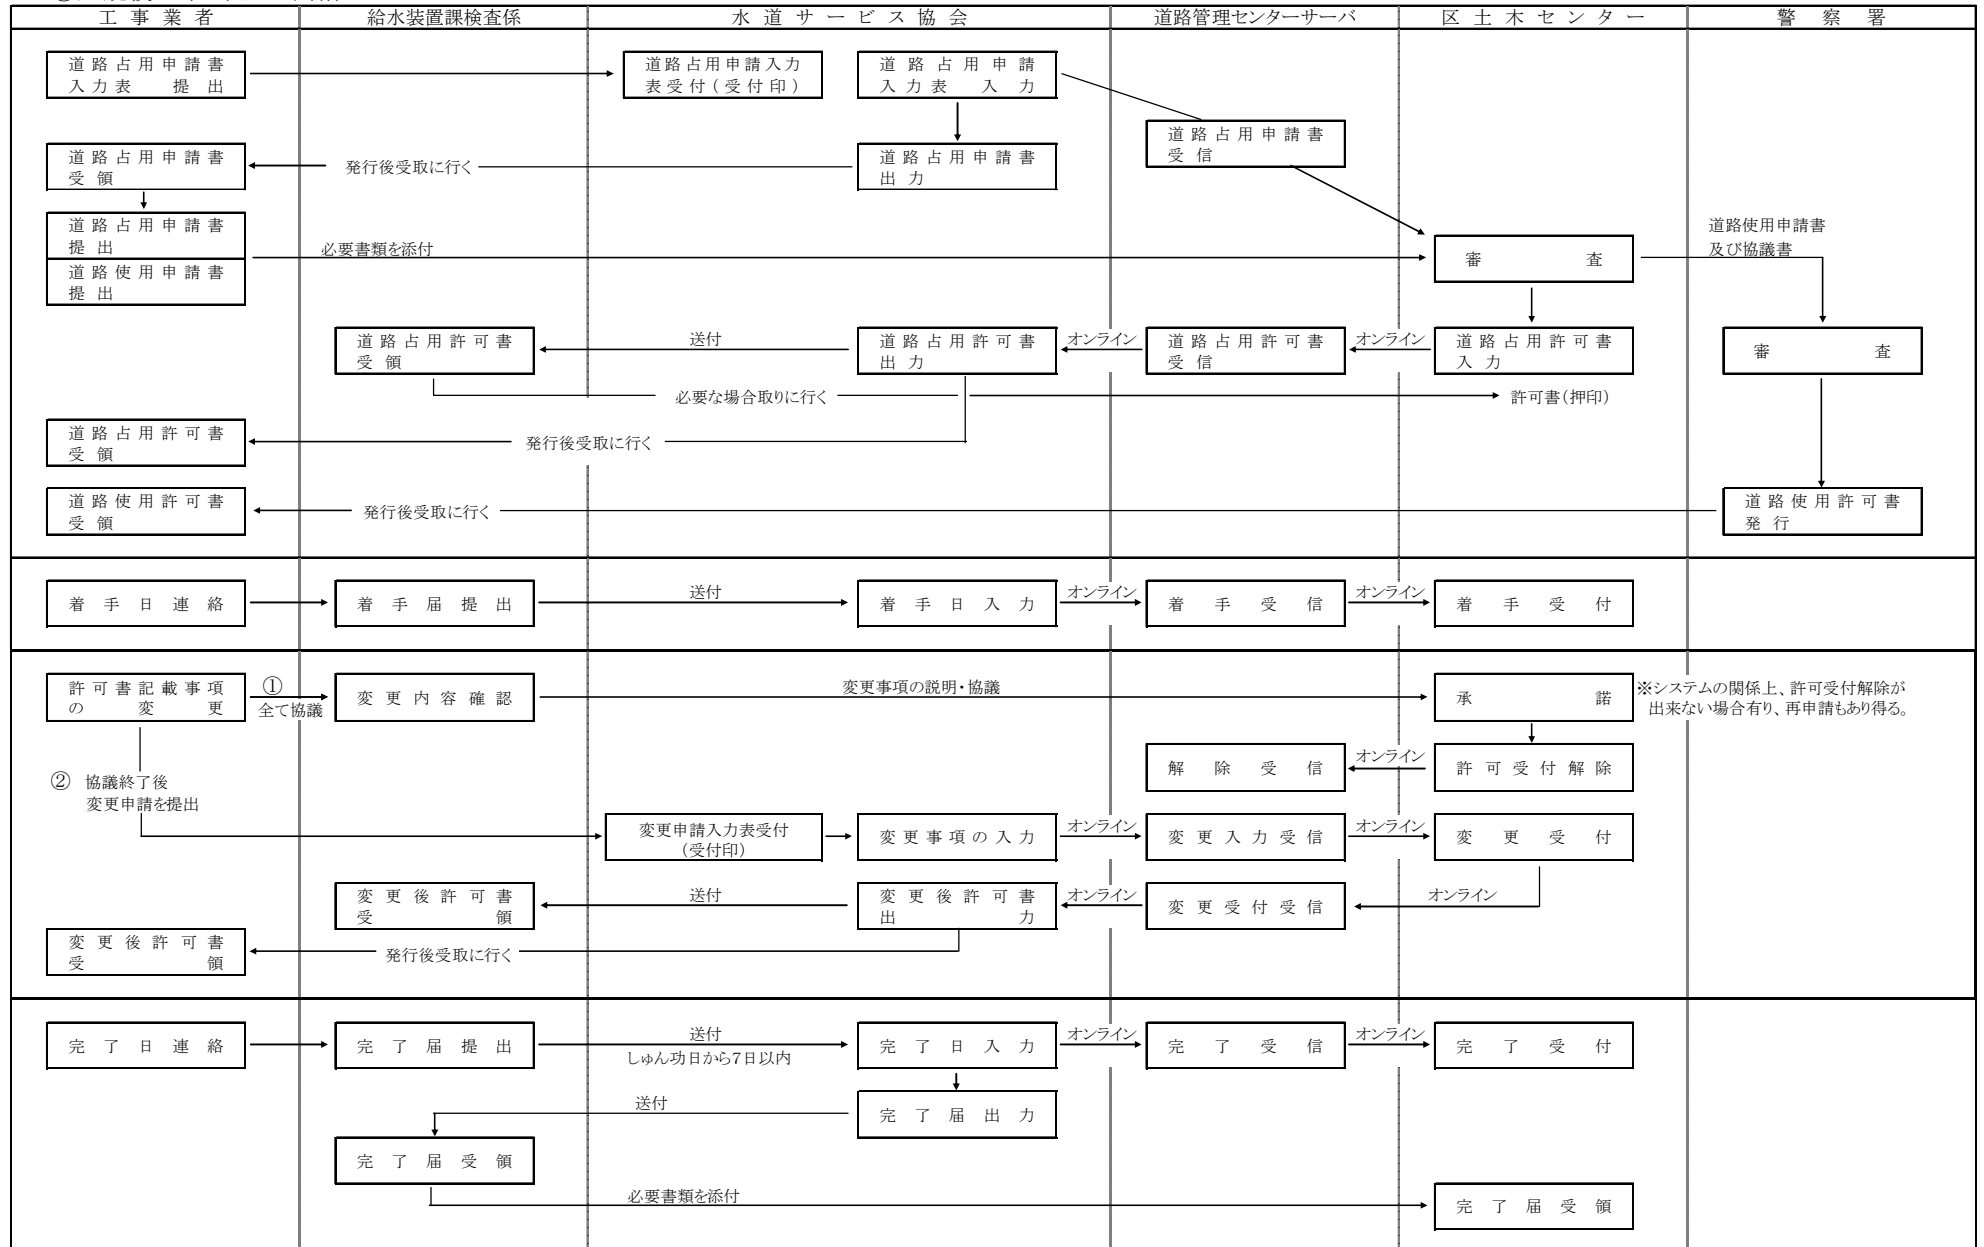 工事業者
給水装置課検査係
水道サービス協会
道路管理センターサーバ
区土木センター
警察署
道路占用申請書
入力表 提出
道路占用申請入力
表受付(受付印)
道路占用申請
入力表 入力
道路占用申請書
受信
道路占用申請書
受領
発行後受取に行く
道路占用申請書
出力
道路占用申請書
提出
道路使用申請書
提出
必要書類を添付
審査
道路使用申請書
及び協議書
道路占用許可書
受領
送付
道路占用許可書
出力
オンライン
道路占用許可書
受信
オンライン
道路占用許可書
入力
審査
必要な場合取りに行く
許可書(押印)
道路占用許可書
受領
発行後受取に行く
道路使用許可書
受領
発行後受取に行く
道路使用許可書
発行
着手日連絡
着手届提出
送付
着手日入力
オンライン
着手受信
オンライン
着手受付
許可書記載事項
の変更
①
全て協議
変更内容確認
変更事項の説明・協議
承諾
※システムの関係上、許可受付解除が
出来ない場合有り、再申請もあり得る。
解除受信
オンライン
許可受付解除
② 協議終了後
変更申請を提出
変更申請入力表受付
(受付印)
変更事項の入力
オンライン
変更入力受信
オンライン
変更受付
変更後許可書
受領
送付
変更後許可書
出力
オンライン
変更受付受信
オンライン
変更後許可書
受領
発行後受取に行く
完了日連絡
完了届提出
送付
しゅん功日から7日以内
完了日入力
オンライン
完了受信
オンライン
完了受付
送付
完了届出力
完了届受領
必要書類を添付
完了届受領